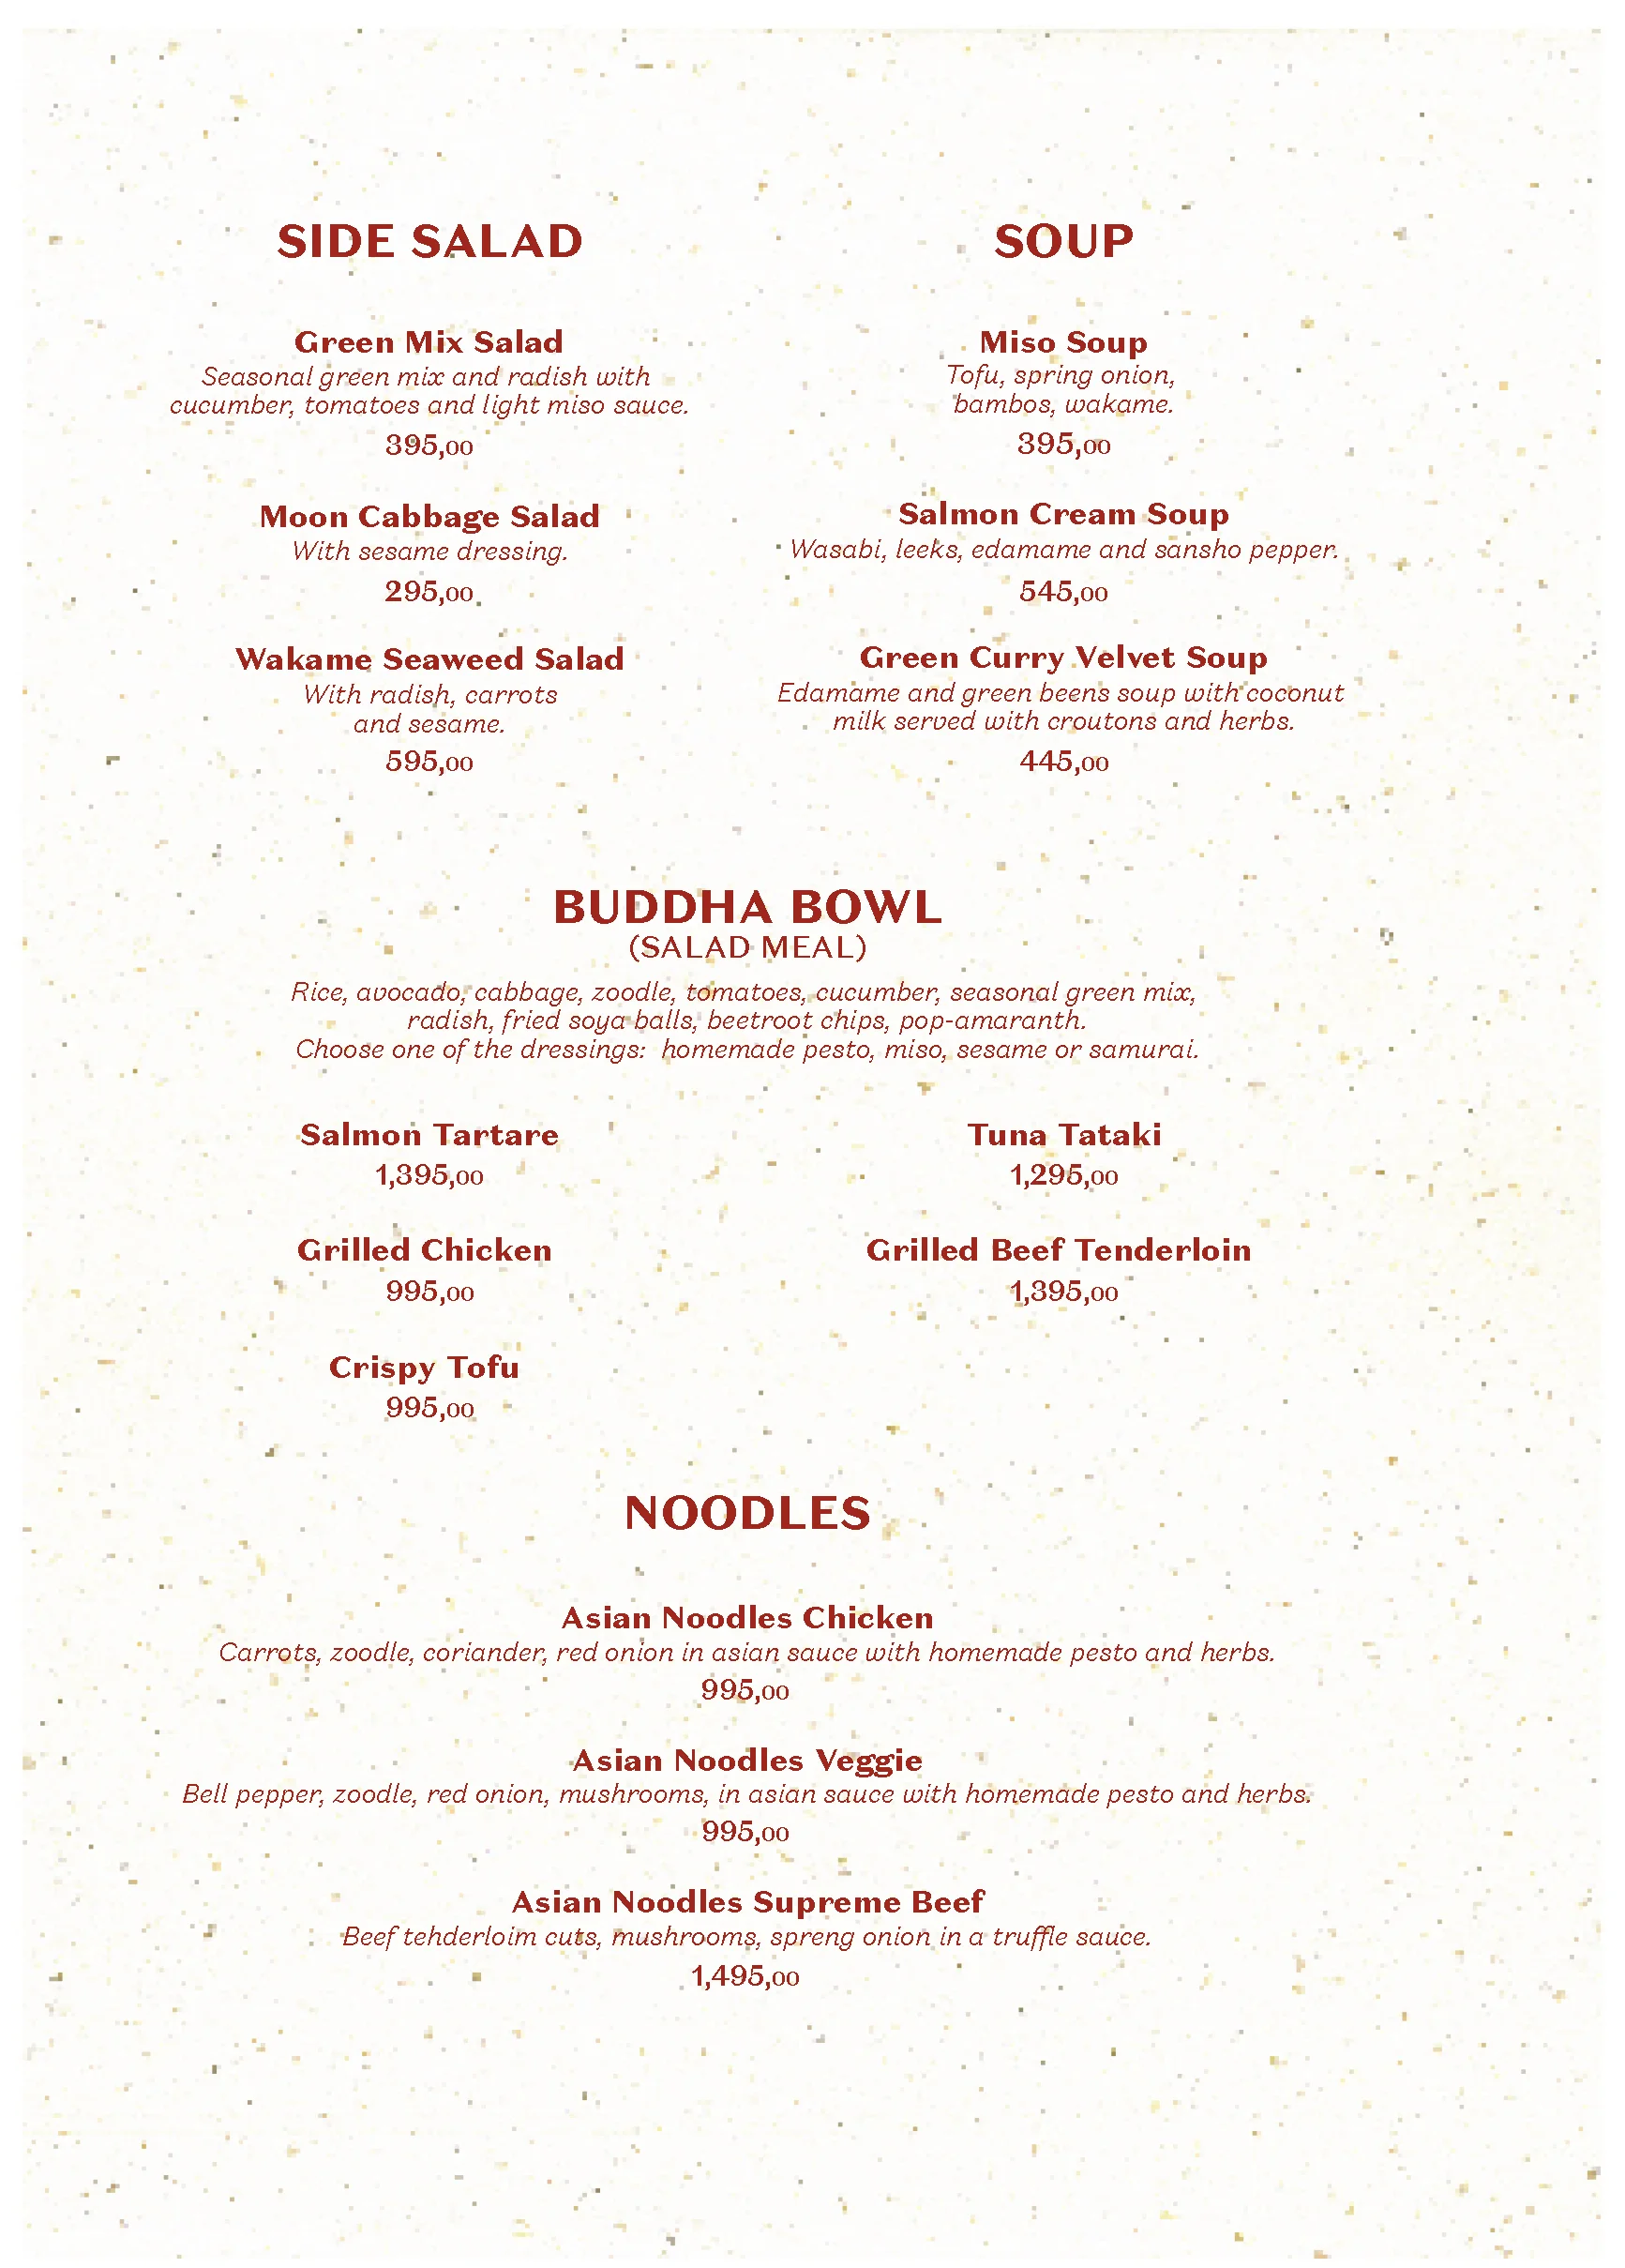 SIDE SALAD
Green Mix Salad
Seasonal green mix and radish with
cucumber, tomatoes and light miso sauce.
395,00
Moon Cabbage Salad
With sesame dressing.
295,00
Wakame Seaweed Salad
With radish, carrots
and sesame.
595,00
SOUP
Miso Soup
Tofu, spring onion,
bambos, wakame.
395,00
Salmon Cream Soup
Wasabi, leeks, edamame and sansho pepper.
545,00
Green Curry Velvet Soup
Edamame and green beens soup with coconut
milk served with croutons and herbs.
445,00
BUDDHA BOWL
(SALAD MEAL)
Rice, avocado, cabbage, zoodle, tomatoes, cucumber, seasonal green mix,
radish, fried soya balls, beetroot chips, pop-amaranth.
Choose one of the dressings: homemade pesto, miso, sesame or samurai.
Salmon Tartare
1,395,00
Grilled Chicken
995,00
Crispy Tofu
995,00
Tuna Tataki
1,295,00
Grilled Beef Tenderloin
1,395,00
NOODLES
Asian Noodles Chicken
Carrots, zoodle, coriander, red onion in asian sauce with homemade pesto and herbs.
995,00
Asian Noodles Veggie
Bell pepper, zoodle, red onion, mushrooms, in asian sauce with homemade pesto and herbs.
995,00
Asian Noodles Supreme Beef
Beef tehderloim cuts, mushrooms, spreng onion in a truffle sauce.
1,495,00